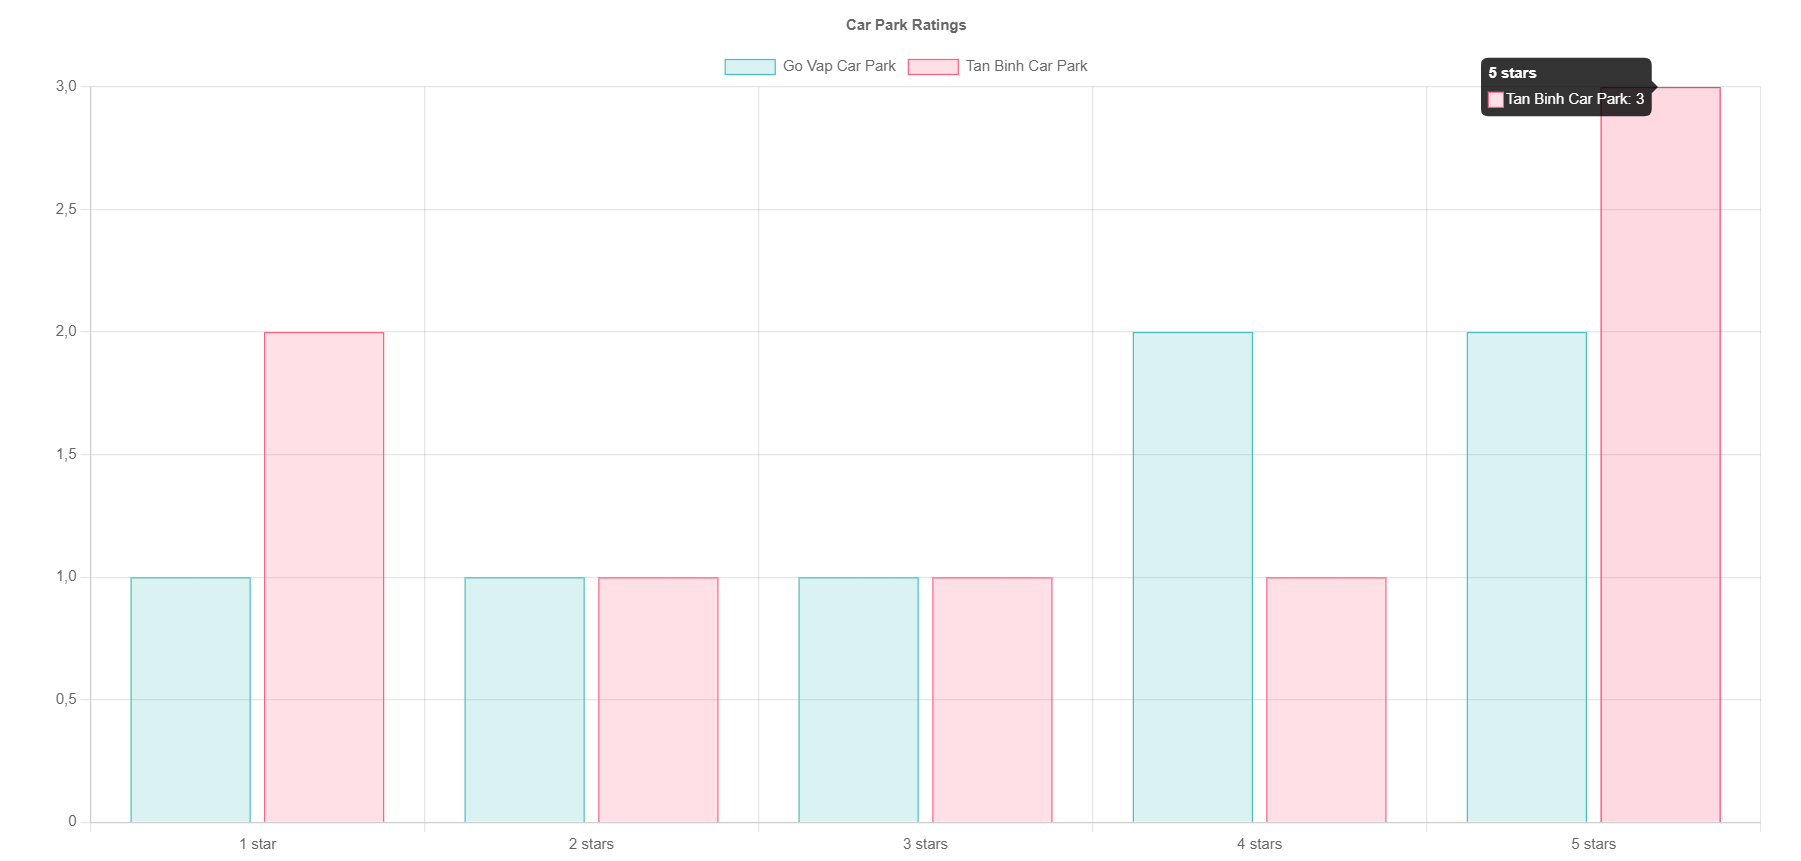 Car Park Ratings
Go Vap Car Park
Tan Binh Car Park
5 stars
Tan Binh Car Park: 3
3,0
2,5
2,0
1,5
1,0
0,5
0
1 star
2 stars
3 stars
4 stars
5 stars